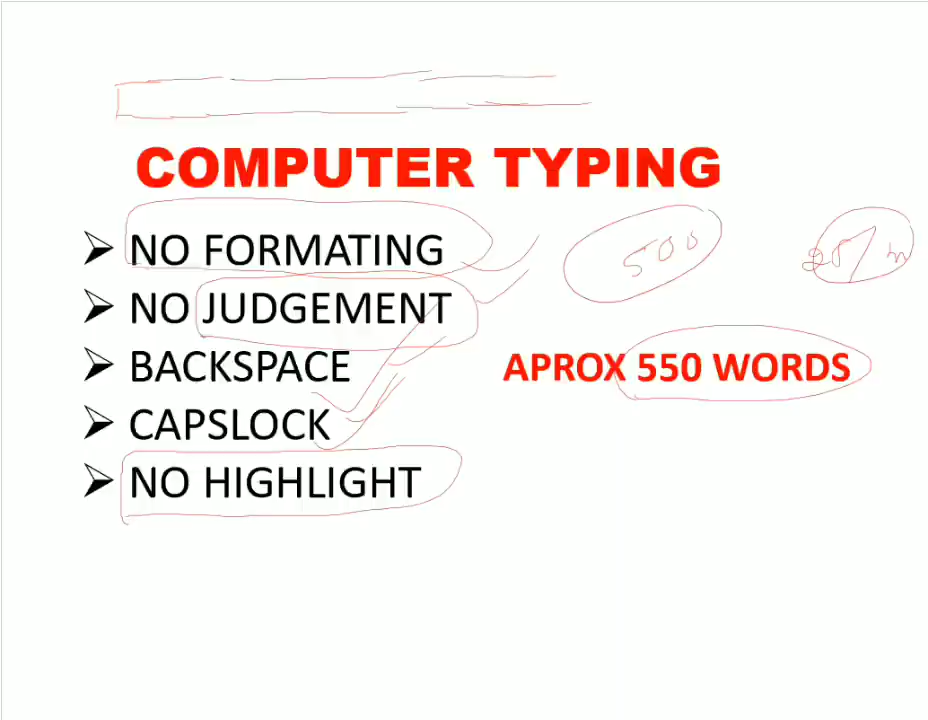 COMPUTER TYPING
➢ NO FORMATING
500
➢ NO JUDGEMENT
➢ BACKSPACE
APROX 550 WORDS
➢ CAPSLOCK
➢ NO HIGHLIGHT